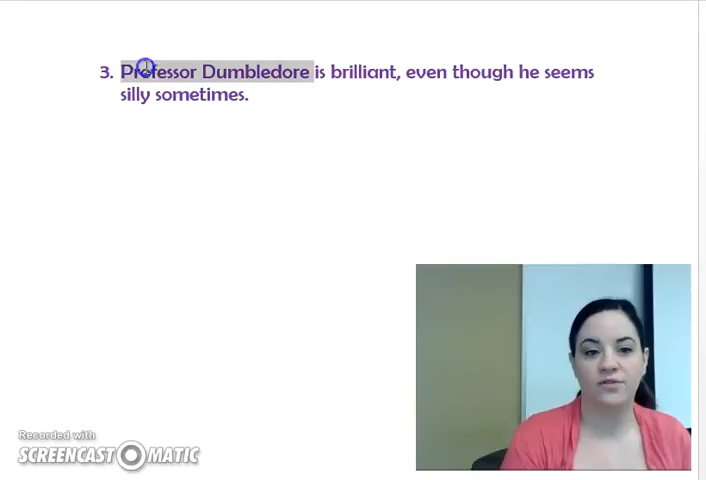 3. Professor Dumbledore is brilliant, even though he seems
silly sometimes.
Recorded with
SCREENCAST MATIC